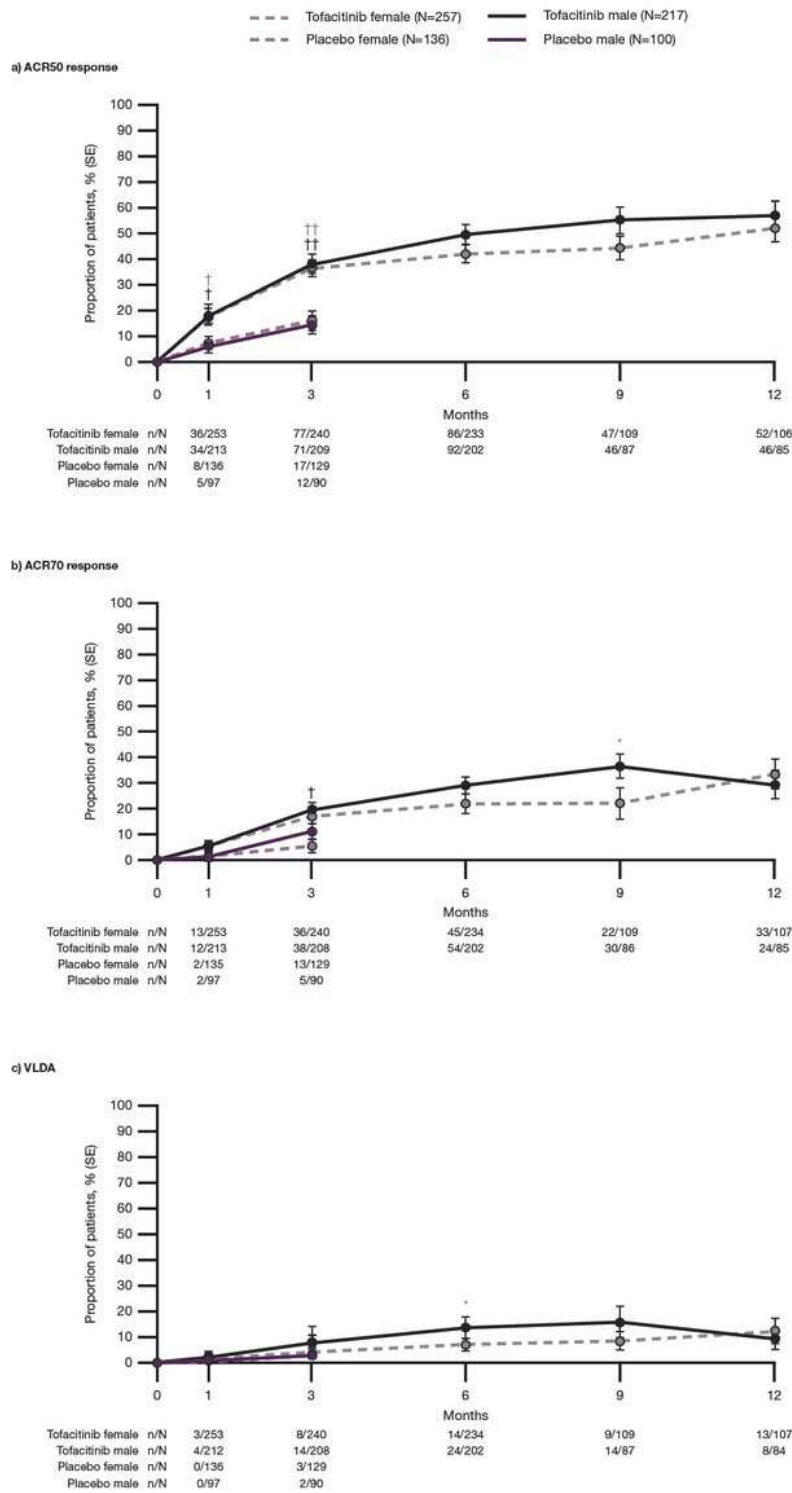 Tofacitinib female (N=257) Tofacitinib male (N=217)
Placebo female (N=136) Placebo male (N=100)
a) ACR50 response
Proportion of patients, % (SE)
100
90
80
70
60
50
40
30
20
10
0
††
††
†
†
0 1 3 6 9 12
Months
Tofacitinib female n/N 36/253 77/240 86/233 47/109 52/106
Tofacitinib male n/N 34/213 71/209 92/202 46/87 46/85
Placebo female n/N 8/136 17/129
Placebo male n/N 5/97 12/90
b) ACR70 response
Proportion of patients, % (SE)
100
90
80
70
60
50
40
30
20
10
0
*
†
0 1 3 6 9 12
Months
Tofacitinib female n/N 13/253 36/240 45/234 22/109 33/107
Tofacitinib male n/N 12/213 38/208 54/202 30/86 24/85
Placebo female n/N 2/135 13/129
Placebo male n/N 2/97 5/90
c) VLDA
Proportion of patients, % (SE)
100
90
80
70
60
50
40
30
20
10
0
*
0 1 3 6 9 12
Months
Tofacitinib female n/N 3/253 8/240 14/234 9/109 13/107
Tofacitinib male n/N 4/212 14/208 24/202 14/87 8/84
Placebo female n/N 0/136 3/129
Placebo male n/N 0/97 2/90